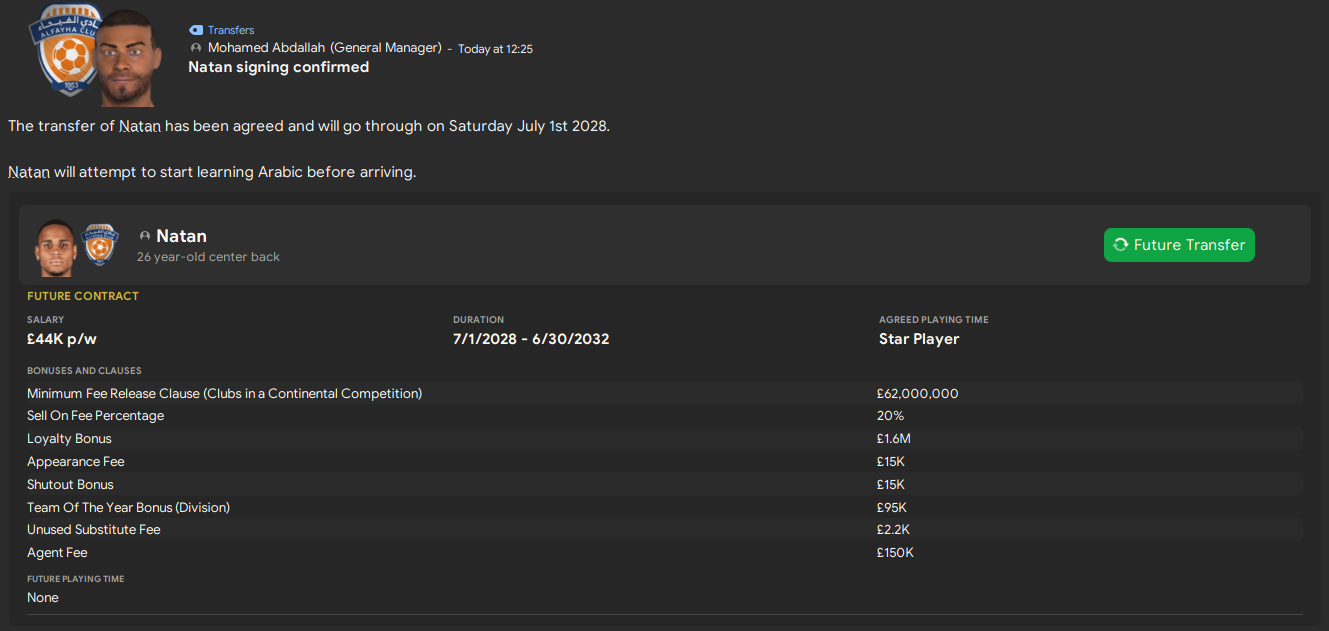 نادي الفيحاء
ALFAYHA CLUB
1953
Transfers
Mohamed Abdallah (General Manager) - Today at 12:25
Natan signing confirmed
The transfer of Natan has been agreed and will go through on Saturday July 1st 2028.
Natan will attempt to start learning Arabic before arriving.
Natan
26 year-old center back
Future Transfer
FUTURE CONTRACT
SALARY DURATION AGREED PLAYING TIME
£44K p/w 7/1/2028 - 6/30/2032 Star Player
BONUSES AND CLAUSES
Minimum Fee Release Clause (Clubs in a Continental Competition) £62,000,000
Sell On Fee Percentage 20%
Loyalty Bonus £1.6M
Appearance Fee £15K
Shutout Bonus £15K
Team Of The Year Bonus (Division) £95K
Unused Substitute Fee £2.2K
Agent Fee £150K
FUTURE PLAYING TIME
None